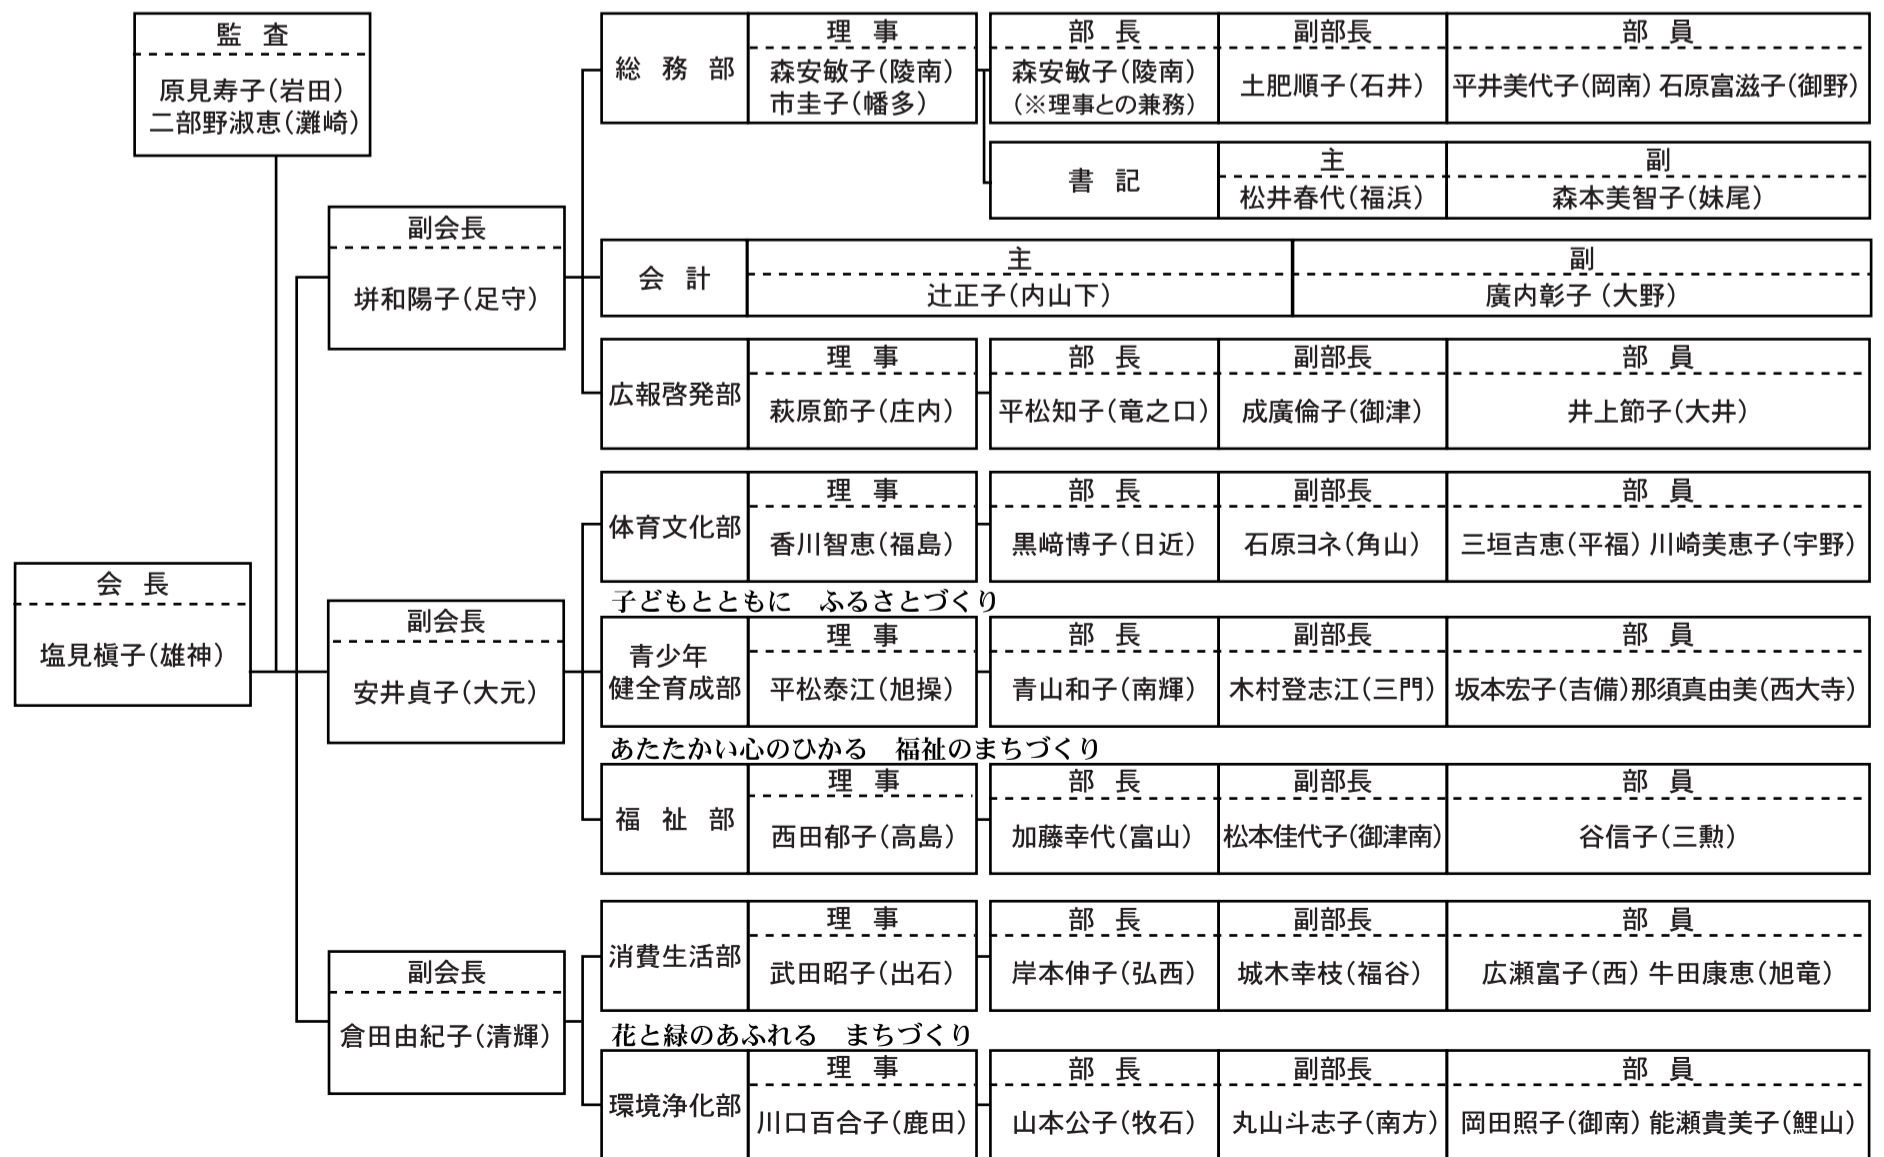 監 査
原見寿子（岩田）
二部野淑恵（灘崎）
会 長
塩見槇子（雄神）
副会長
垪和陽子（足守）
総 務 部
理 事
森安敏子（陵南）
市圭子（幡多）
部 長
森安敏子（陵南）
（※理事との兼務）
副部長
土肥順子（石井）
部 員
平井美代子（岡南） 石原富滋子（御野）
書 記
主
松井春代（福浜）
副
森本美智子（妹尾）
会 計
主
辻正子（内山下）
副
廣内彰子（大野）
広報啓発部
理 事
萩原節子（庄内）
部 長
平松知子（竜之口）
副部長
成廣倫子（御津）
部 員
井上節子（大井）
副会長
安井貞子（大元）
体育文化部
理 事
香川智恵（福島）
部 長
黒﨑博子（日近）
副部長
石原ヨネ（角山）
部 員
三垣吉恵（平福） 川崎美恵子（宇野）
子どもとともに ふるさとづくり
青少年
健全育成部
理 事
平松泰江（旭操）
部 長
青山和子（南輝）
副部長
木村登志江（三門）
部 員
坂本宏子（吉備）那須真由美（西大寺）
あたたかい心のひかる 福祉のまちづくり
福 祉 部
理 事
西田郁子（高島）
部 長
加藤幸代（富山）
副部長
松本佳代子（御津南）
部 員
谷信子（三勲）
副会長
倉田由紀子（清輝）
消費生活部
理 事
武田昭子（出石）
部 長
岸本伸子（弘西）
副部長
城木幸枝（福谷）
部 員
広瀬富子（西） 牛田康恵（旭竜）
花と緑のあふれる まちづくり
環境浄化部
理 事
川口百合子（鹿田）
部 長
山本公子（牧石）
副部長
丸山斗志子（南方）
部 員
岡田照子（御南） 能瀬貴美子（鯉山）